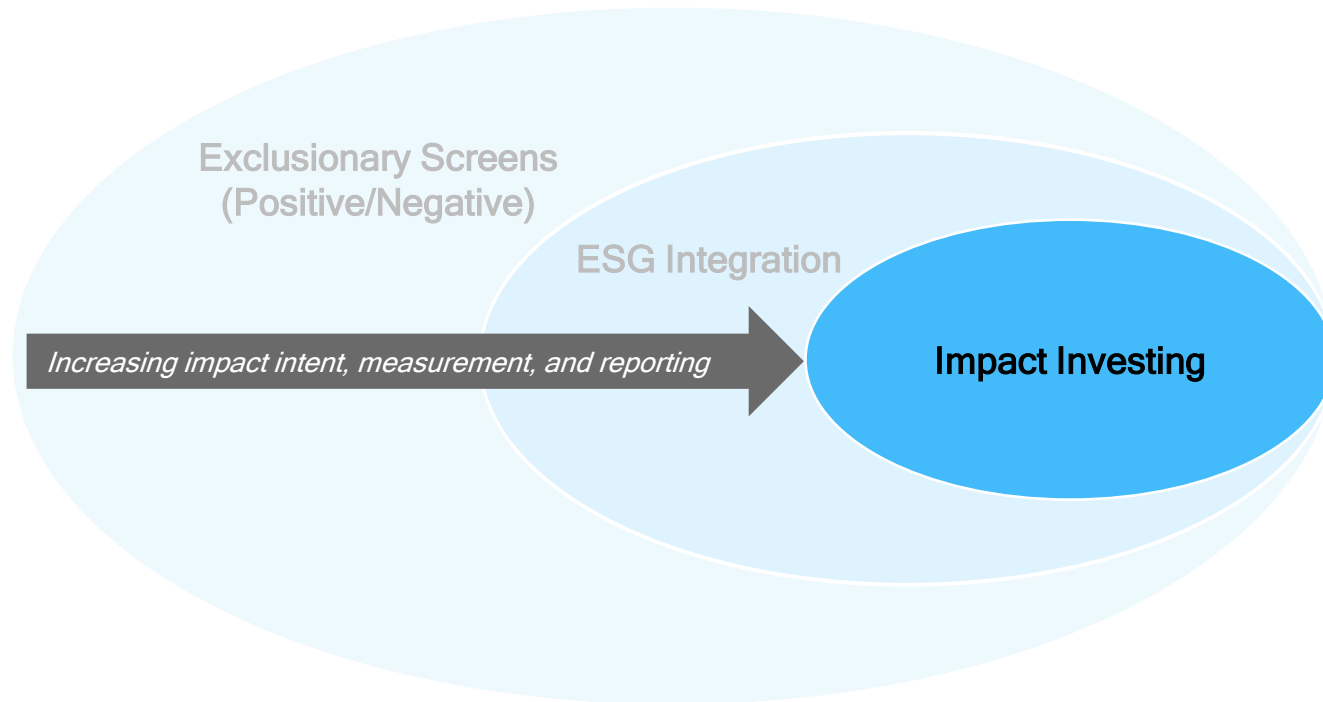 Exclusionary Screens
(Positive/Negative)
ESG Integration
Increasing impact intent, measurement, and reporting
Impact Investing